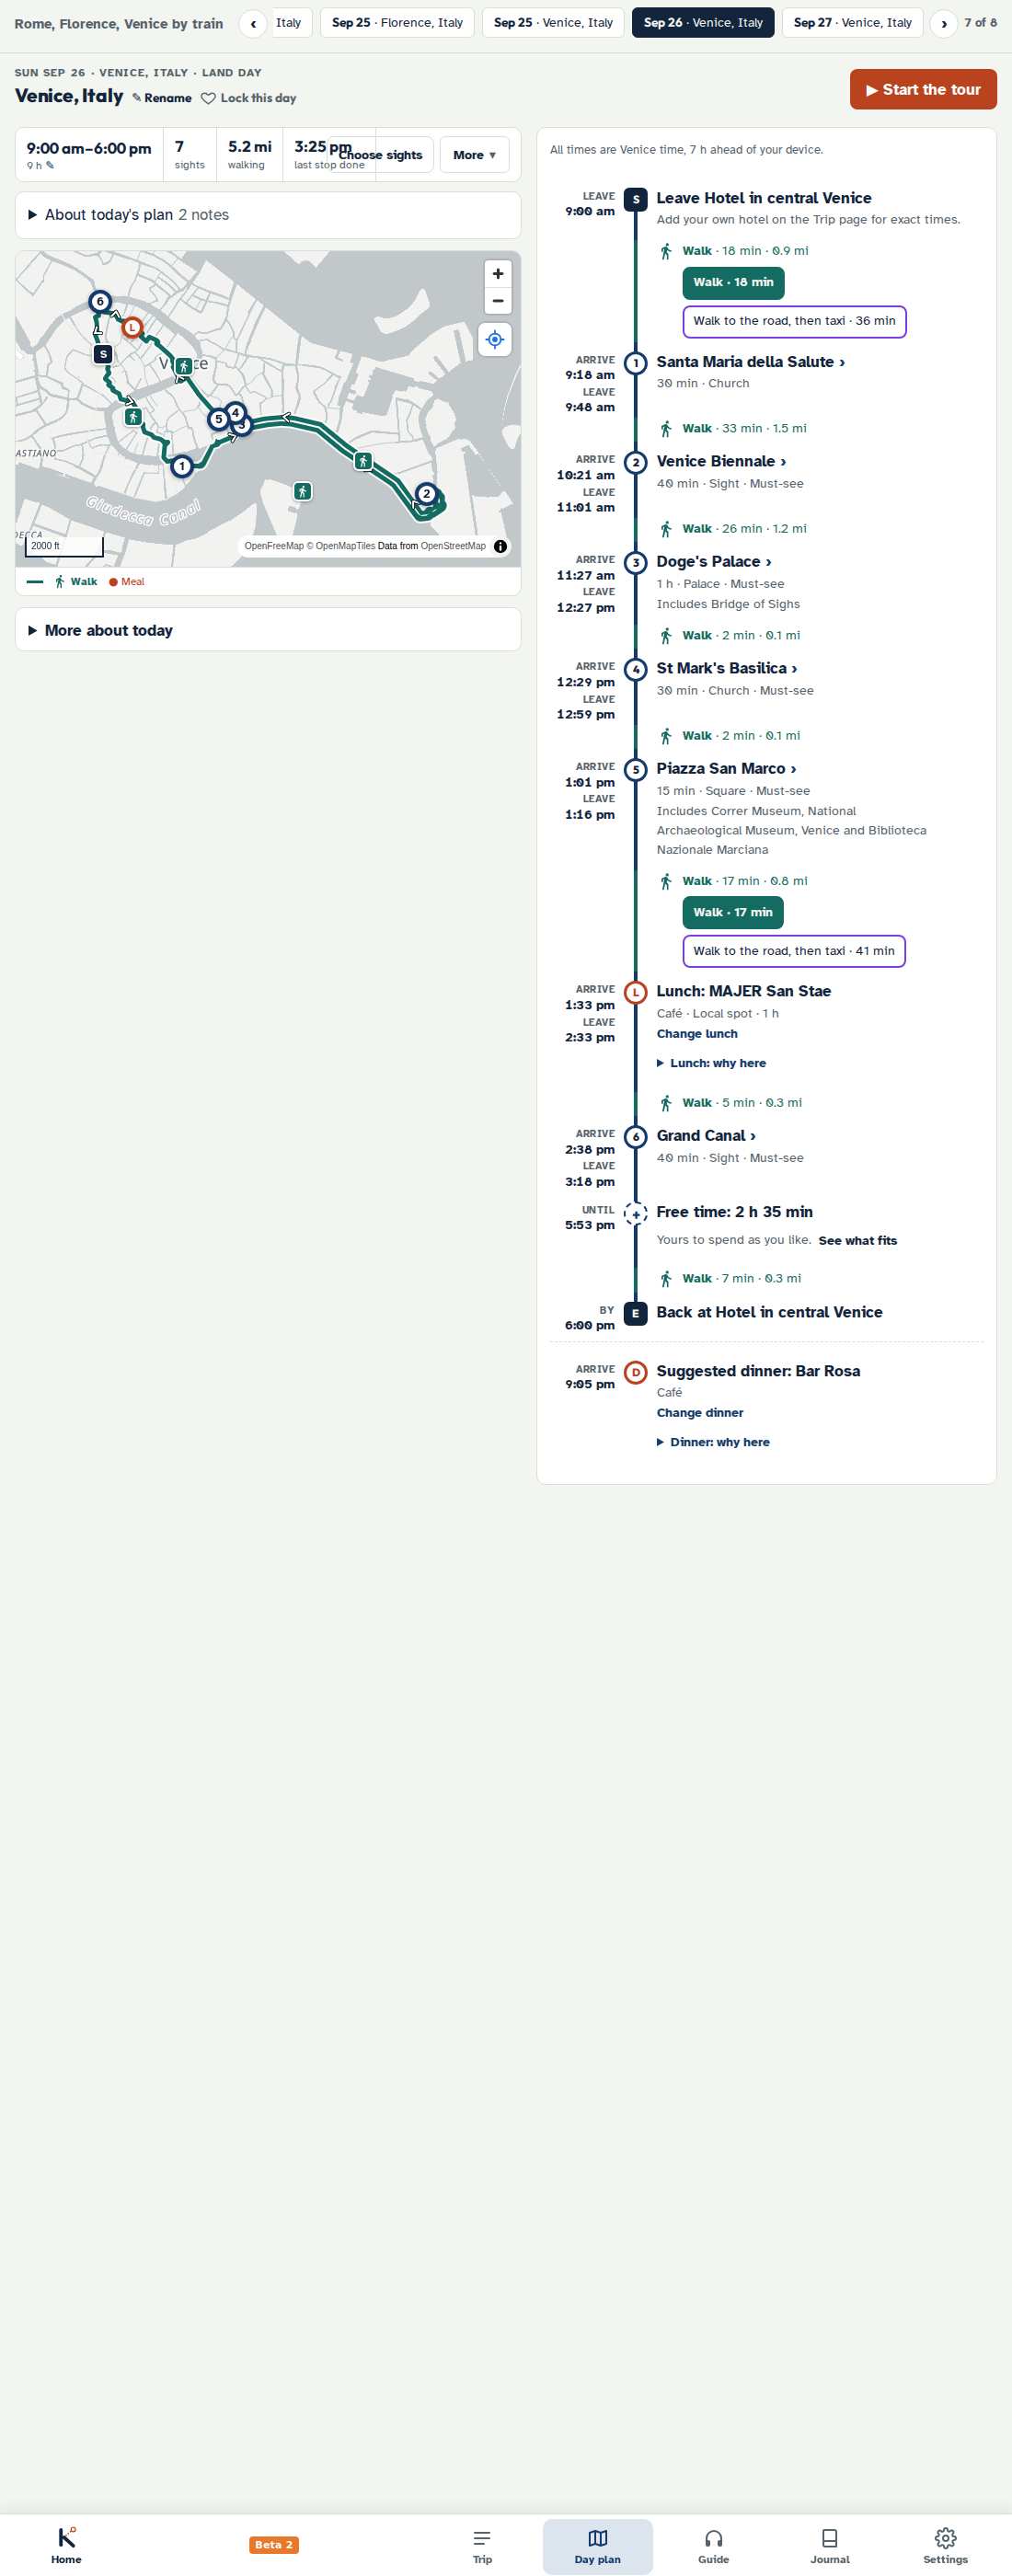 Rome, Florence, Venice by train
‹
Italy
Sep 25 · Florence, Italy
Sep 25 · Venice, Italy
Sep 26 · Venice, Italy
Sep 27 · Venice, Italy
›
7 of 8
SUN SEP 26 · VENICE, ITALY · LAND DAY
Venice, Italy ✎ Rename Lock this day
▶ Start the tour
9:00 am–6:00 pm
9 h ✎
7
sights
5.2 mi
walking
3:25 pm
last stop done
Choose sights
More ▾
▶ About today's plan 2 notes
6
L
S
5
4
3
1
2
ASTIANO
Giudecca Canal
DECCA
2000 ft
OpenFreeMap © OpenMapTiles Data from OpenStreetMap
Walk
Meal
▶ More about today
All times are Venice time, 7 h ahead of your device.
LEAVE
9:00 am
S
Leave Hotel in central Venice
Add your own hotel on the Trip page for exact times.
Walk · 18 min · 0.9 mi
Walk · 18 min
Walk to the road, then taxi · 36 min
ARRIVE
9:18 am
LEAVE
9:48 am
1
Santa Maria della Salute ›
30 min · Church
Walk · 33 min · 1.5 mi
ARRIVE
10:21 am
LEAVE
11:01 am
2
Venice Biennale ›
40 min · Sight · Must-see
Walk · 26 min · 1.2 mi
ARRIVE
11:27 am
LEAVE
12:27 pm
3
Doge's Palace ›
1 h · Palace · Must-see
Includes Bridge of Sighs
Walk · 2 min · 0.1 mi
ARRIVE
12:29 pm
LEAVE
12:59 pm
4
St Mark's Basilica ›
30 min · Church · Must-see
Walk · 2 min · 0.1 mi
ARRIVE
1:01 pm
LEAVE
1:16 pm
5
Piazza San Marco ›
15 min · Square · Must-see
Includes Correr Museum, National
Archaeological Museum, Venice and Biblioteca
Nazionale Marciana
Walk · 17 min · 0.8 mi
Walk · 17 min
Walk to the road, then taxi · 41 min
ARRIVE
1:33 pm
LEAVE
2:33 pm
L
Lunch: MAJER San Stae
Café · Local spot · 1 h
Change lunch
▶ Lunch: why here
Walk · 5 min · 0.3 mi
ARRIVE
2:38 pm
LEAVE
3:18 pm
6
Grand Canal ›
40 min · Sight · Must-see
UNTIL
5:53 pm
+
Free time: 2 h 35 min
Yours to spend as you like. See what fits
Walk · 7 min · 0.3 mi
BY
6:00 pm
E
Back at Hotel in central Venice
ARRIVE
9:05 pm
D
Suggested dinner: Bar Rosa
Café
Change dinner
▶ Dinner: why here
Home
Beta 2
Trip
Day plan
Guide
Journal
Settings